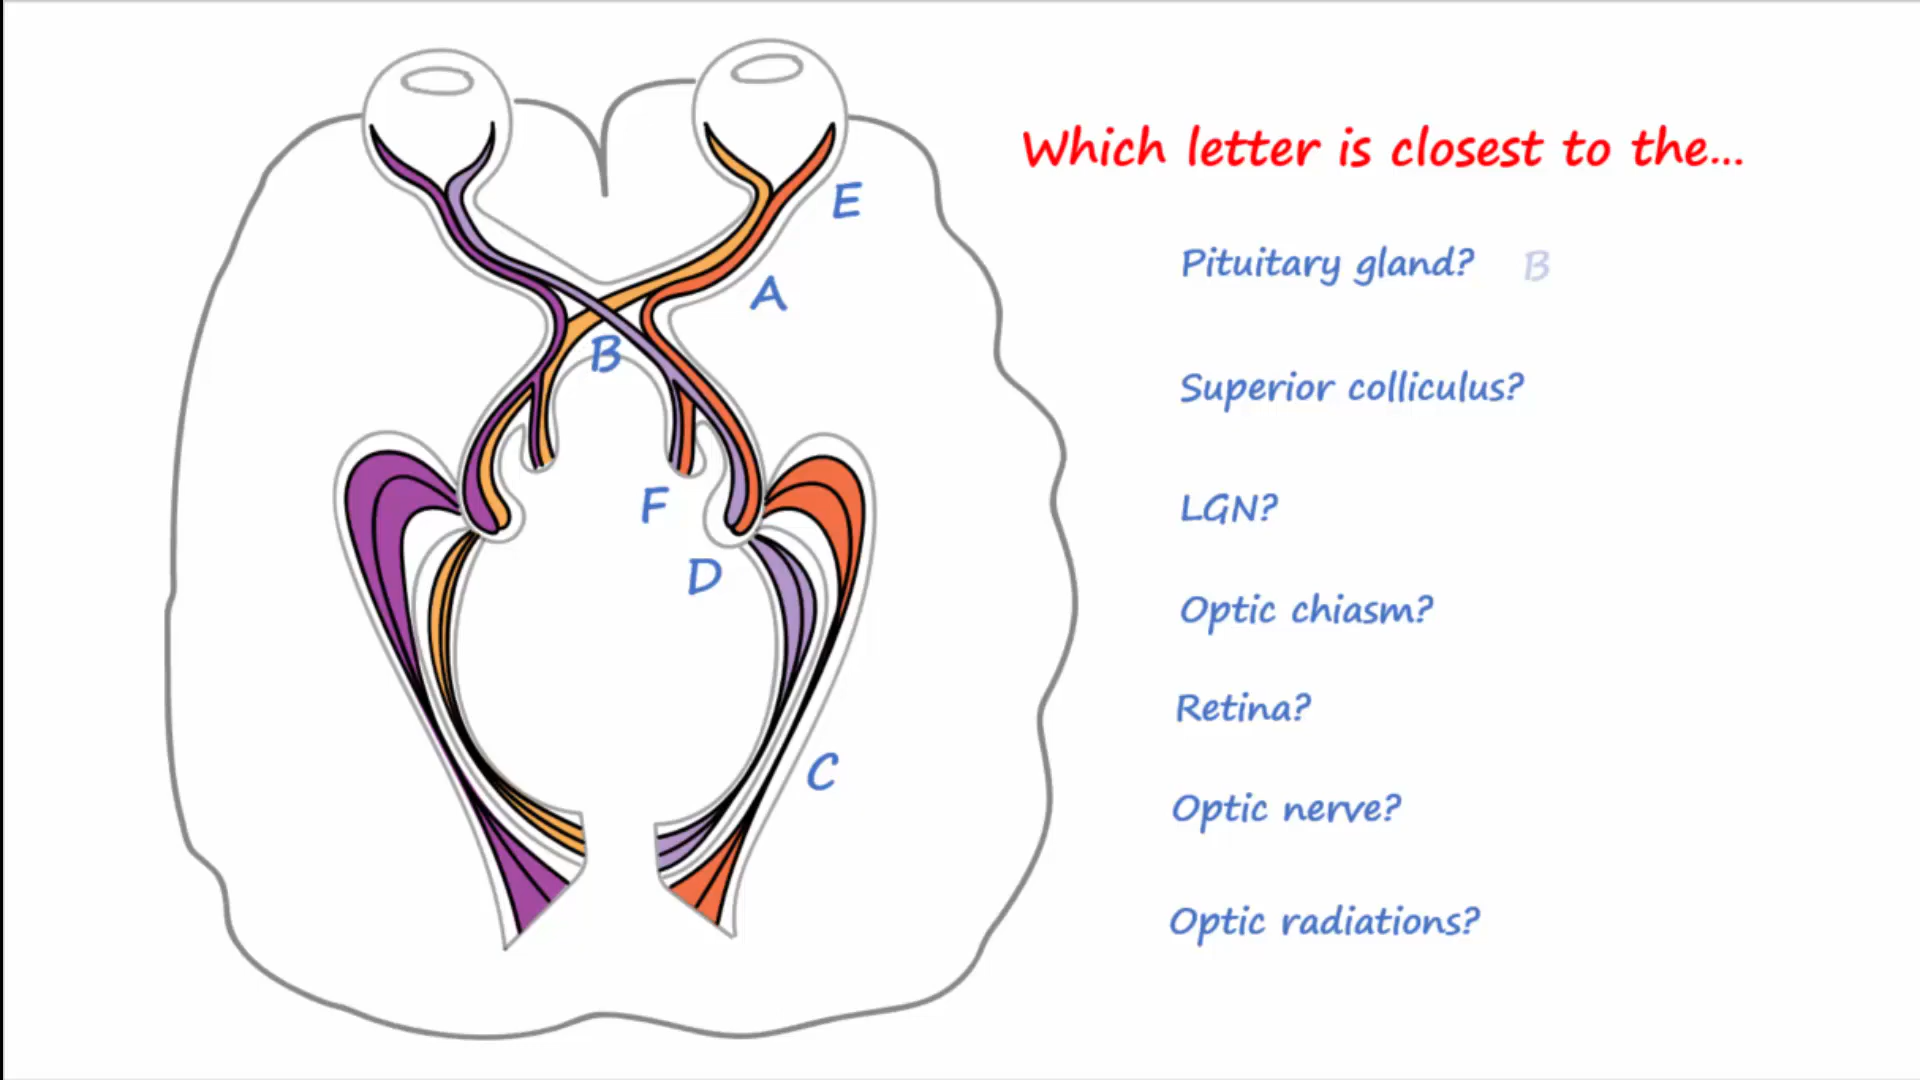 Which letter is closest to the...
E
Pituitary gland? B
A
B
Superior colliculus?
F
LGN?
D
Optic chiasm?
Retina?
C
Optic nerve?
Optic radiations?